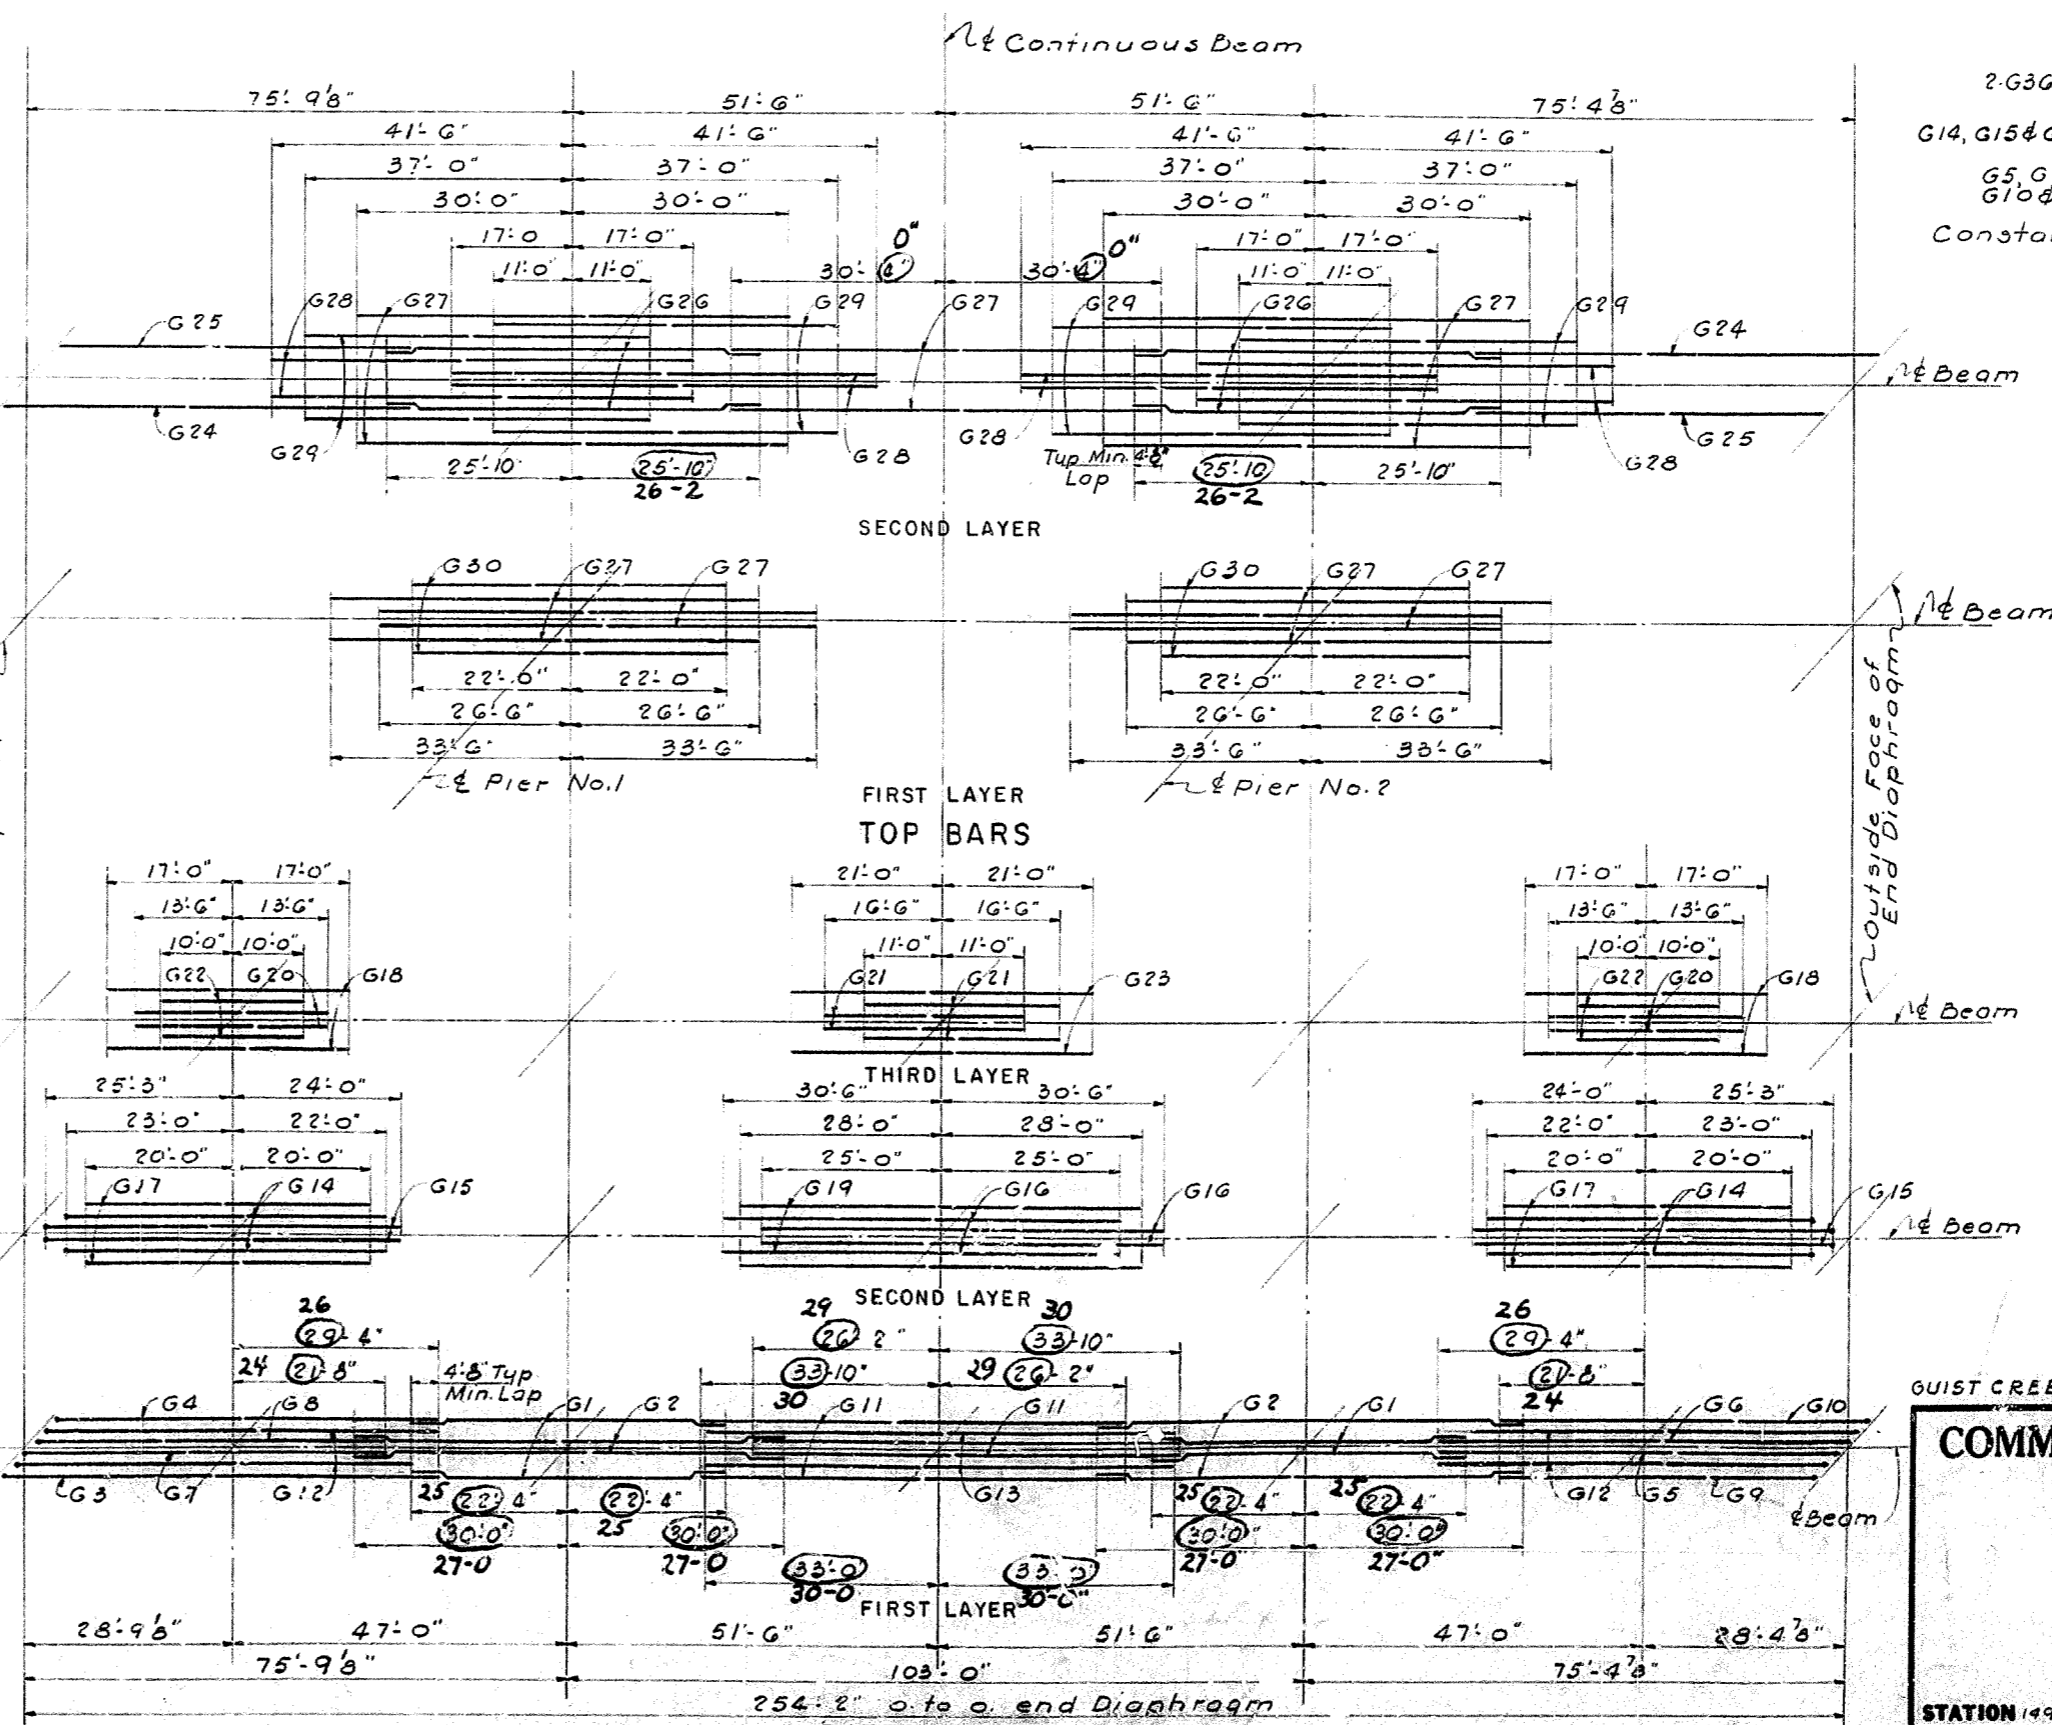 ℄ Continuous Beam
75'-9⅛" 51'-6" 51'-6" 75'-4⅞"
41'-6" 41'-6" 41'-6" 41'-6"
37'-0" 37'-0" 37'-0" 37'-0"
30'-0" 30'-0" 30'-0" 30'-0"
17'-0 17'-0" 0" 0" 17'-0" 17'-0"
11'-0" 11'-0" 30'- 30'-4" 11'-0" 11'-0"
G25 G28 G27 G26 G29 G27 G29 G26 G27 G29 G24
℄ Beam
G24 G29 G28 G28 G25 G28
25'-10" 25'-10" Typ. Min. 4'-8" 25'-10 25'-10"
Lap
26-2 26-2
SECOND LAYER
G30 G27 G27 G30 G27 G27
℄ Beam
22'-0" 22'-0" 22'-0" 22'-0"
26'-6" 26'-6" 26'-6" 26'-6"
33'-6" 33'-6" 33'-6" 33'-6"
℄ Pier No.1 ℄ Pier No.2
FIRST LAYER
TOP BARS
Outside Face of
End Diaphragm
17'-0" 17'-0" 21'-0" 21'-0" 17'-0" 17'-0"
13'-6" 13'-6" 16'-6" 16'-6" 13'-6" 13'-6"
10'-0" 10'-0" 11'-0" 11'-0" 10'-0" 10'-0"
G22 G20 G18 G21 G21 G23 G22 G20 G18
℄ Beam
THIRD LAYER
25'-3" 24'-0" 30'-6" 30'-6" 24'-0" 25'-3"
23'-0" 22'-0" 28'-0" 28'-0" 22'-0" 23'-0"
20'-0" 20'-0" 25'-0" 25'-0" 20'-0" 20'-0"
G17 G14 G15 G19 G16 G16 G17 G14 G15
℄ Beam
SECOND LAYER
26 29 30 26
29-4" 26-2" 33-10" 29-4"
24 21-8" 4'-8" Typ 33-10" 29 26-2" 21-8"
Min. Lap 30 24
G4 G8 G1 G2 G11 G11 G2 G1 G6 G10
G3 G7 G12 G13 G12 G5 G9
℄ Beam
25 22-4" 22-4" 25 22-4" 25 22-4"
30'-0" 25 30'-0" 30'-0" 30'-0"
27-0 27-0 27-0" 27'-0"
33'-0 33'-0"
30-0 30-0"
FIRST LAYER
28'-9⅛" 47'-0" 51'-6" 51'-6" 47'-0" 28'-4⅞"
75'-9⅛" 103'-0" 75'-4⅞"
254'-2" o. to o. end Diaphragm
2-G36
G14, G15 &
G5, G
G10 &
Consta
GUIST CREE
COMM
STATION 149